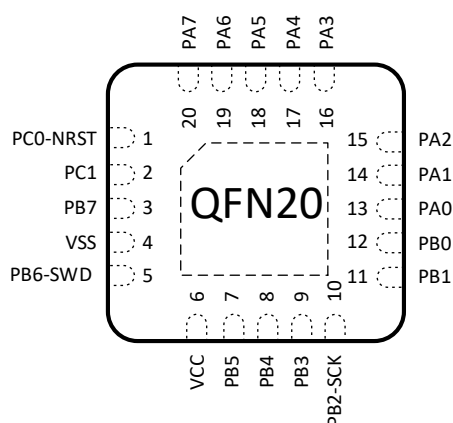 PA7 PA6 PA5 PA4 PA3
20 19 18 17 16
PC0-NRST 1
PC1 2
PB7 3
VSS 4
PB6-SWD 5
QFN20
15 PA2
14 PA1
13 PA0
12 PB0
11 PB1
6 7 8 9 10
VCC PB5 PB4 PB3 PB2-SCK